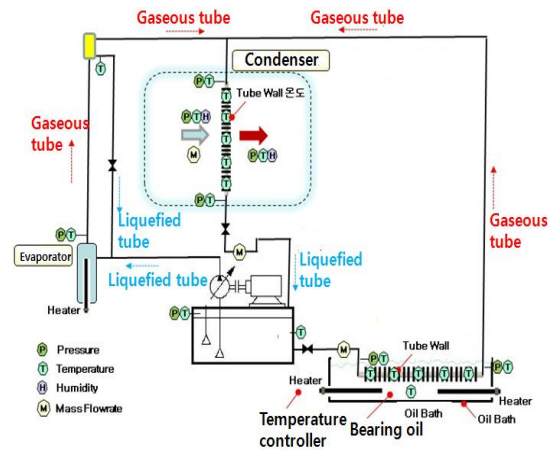 Gaseous tube
Gaseous tube
Condenser
T
P T
Tube Wall 온도
T
P T H
T
T
M
P T H
T
T
P T
Gaseous
tube
Gaseous
tube
Liquefied
tube
P T
Evaporator
M
Liquefied tube
Liquefied
tube
Heater
P T
T
P Pressure
T Temperature
H Humidity
M Mass Flowrate
M
Tube Wall
P T
P T
T T T T T
Heater
T
Heater
Temperature
controller
Bearing oil
Oil Bath
Oil Bath